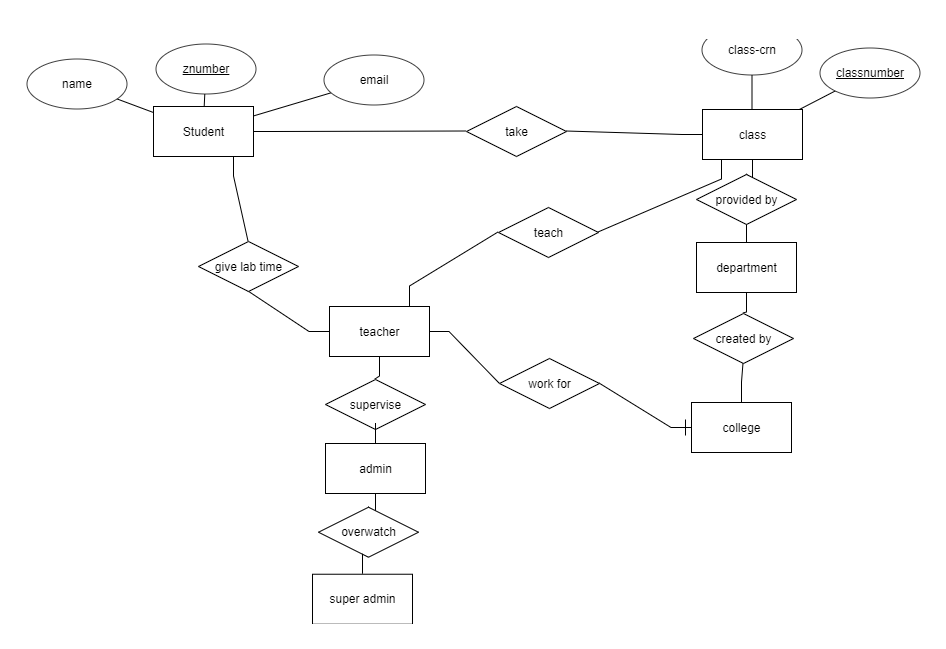 class-crn
name
znumber
email
classnumber
Student
take
class
provided by
teach
give lab time
department
teacher
created by
work for
supervise
college
admin
overwatch
super admin